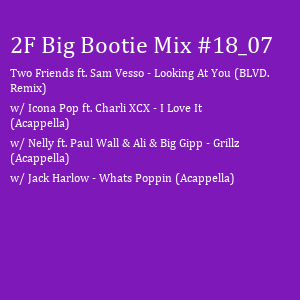 2F Big Bootie Mix #18_07
Two Friends ft. Sam Vesso - Looking At You (BLVD.
Remix)
w/ Icona Pop ft. Charli XCX - I Love It
(Acappella)
w/ Nelly ft. Paul Wall & Ali & Big Gipp - Grillz
(Acappella)
w/ Jack Harlow - Whats Poppin (Acappella)